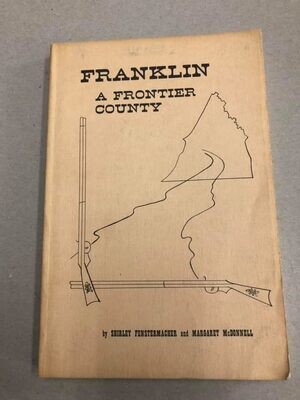 FRANKLIN
A FRONTIER
COUNTY
by SHIRLEY FENSTERMACHER and MARGARET McDONNELL